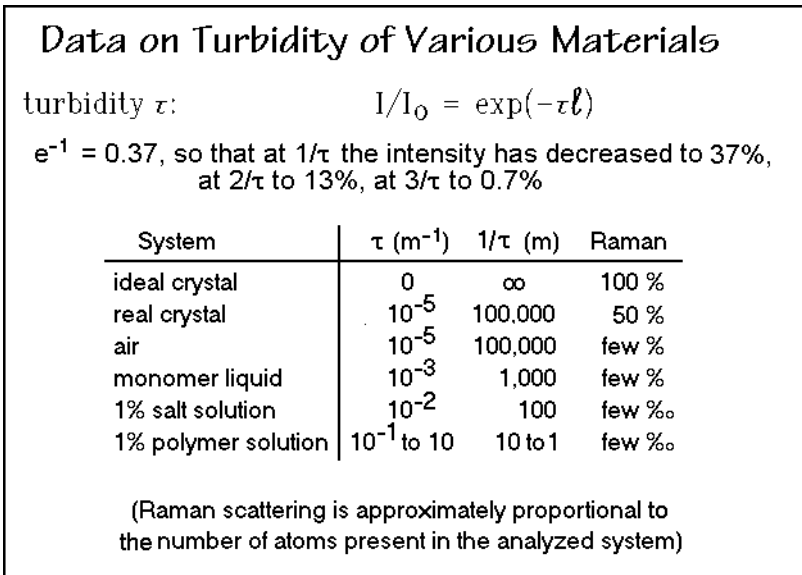 Data on Turbidity of Various Materials
turbidity τ: I/I₀ = exp(-τℓ)
e⁻¹ = 0.37, so that at 1/τ the intensity has decreased to 37%,
at 2/τ to 13%, at 3/τ to 0.7%
System τ (m⁻¹) 1/τ (m) Raman
ideal crystal 0 ∞ 100 %
real crystal 10⁻⁵ 100,000 50 %
air 10⁻⁵ 100,000 few %
monomer liquid 10⁻³ 1,000 few %
1% salt solution 10⁻² 100 few ‰
1% polymer solution 10⁻¹ to 10 10 to 1 few ‰
(Raman scattering is approximately proportional to
the number of atoms present in the analyzed system)